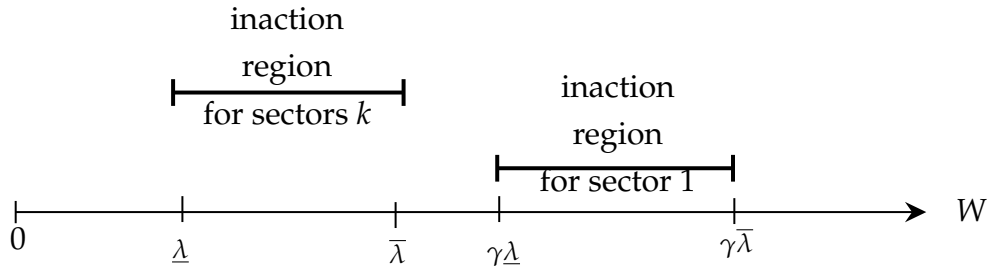 inaction
region
for sectors k
inaction
region
for sector 1
W
0
λ̲
λ̅
γλ̲
γλ̅